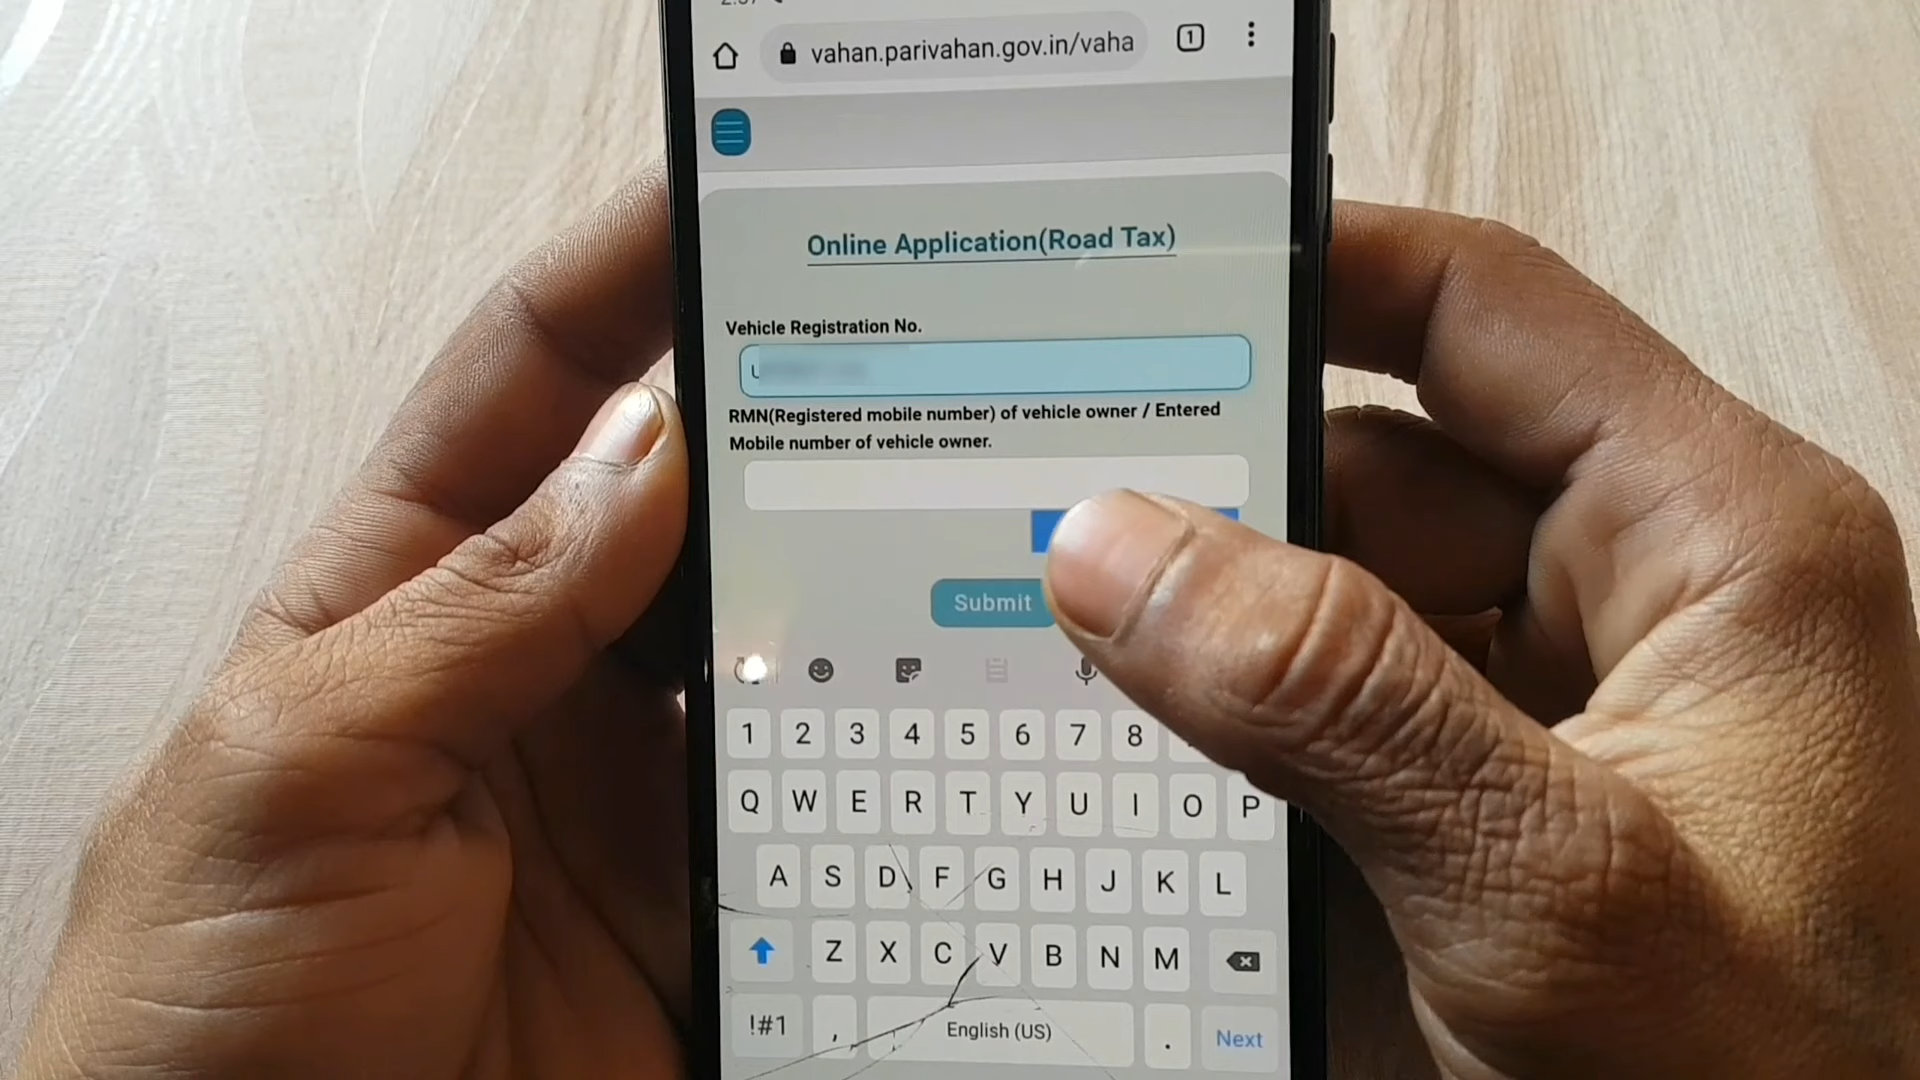 vahan.parivahan.gov.in/vaha
1
Online Application(Road Tax)
Vehicle Registration No.
RMN(Registered mobile number) of vehicle owner / Entered
Mobile number of vehicle owner.
Submit
1 2 3 4 5 6 7 8
Q W E R T Y U I O P
A S D F G H J K L
Z X C V B N M
!#1 , English (US) . Next